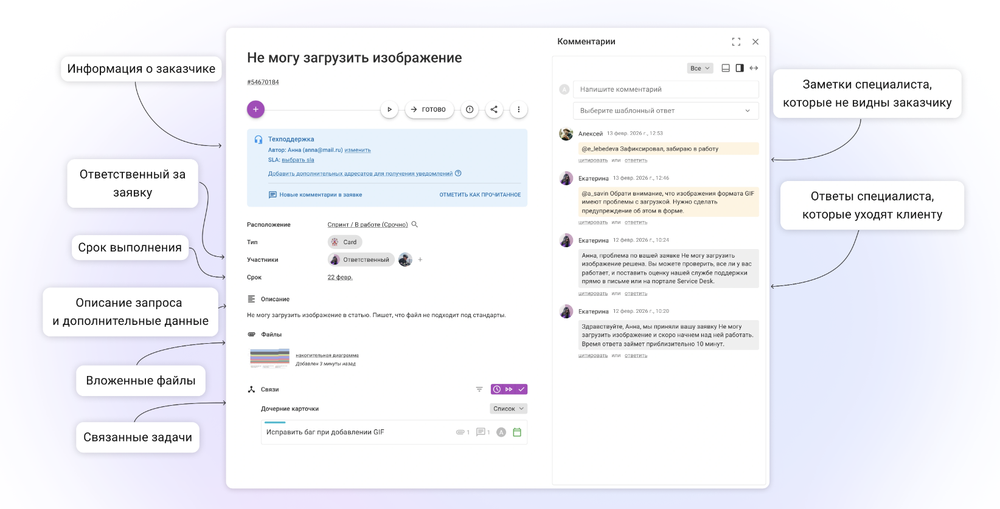 Информация о заказчике
Ответственный за
заявку
Срок выполнения
Описание запроса
и дополнительные данные
Вложенные файлы
Связанные задачи
Не могу загрузить изображение
#54670184
ГОТОВО
Техподдержка
Автор: Анна (anna@mail.ru) изменить
SLA: выбрать sla
Добавить дополнительных адресатов для получения уведомлений
Новые комментарии в заявке
ОТМЕТИТЬ КАК ПРОЧИТАННОЕ
Расположение
Спринт / В работе (Срочно)
Тип
Card
Участники
Ответственный
Срок
22 февр.
Описание
Не могу загрузить изображение в статью. Пишет, что файл не подходит под стандарты.
Файлы
накопительная диаграмма
Добавлен 3 минуты назад
Связи
Дочерние карточки
Список
Исправить баг при добавлении GIF
1
1
A
Комментарии
Все
A
Напишите комментарий
Выберите шаблонный ответ
Алексей 13 февр. 2026 г., 12:53
@e_lebedeva Зафиксировал, забираю в работу
цитировать или ответить
Екатерина 13 февр. 2026 г., 12:46
@a_savin Обрати внимание, что изображения формата GIF
имеют проблемы с загрузкой. Нужно сделать
предупреждение об этом в форме.
цитировать или ответить
Екатерина 12 февр. 2026 г., 10:24
Анна, проблема по вашей заявке Не могу загрузить
изображение решена. Вы можете проверить, все ли у вас
работает, и поставить оценку нашей службе поддержки
прямо в письме или на портале Service Desk.
цитировать или ответить
Екатерина 12 февр. 2026 г., 10:20
Здравствуйте, Анна, мы приняли вашу заявку Не могу
загрузить изображение и скоро начнем над ней работать.
Время ответа займет приблизительно 10 минут.
цитировать или ответить
Заметки специалиста,
которые не видны заказчику
Ответы специалиста,
которые уходят клиенту